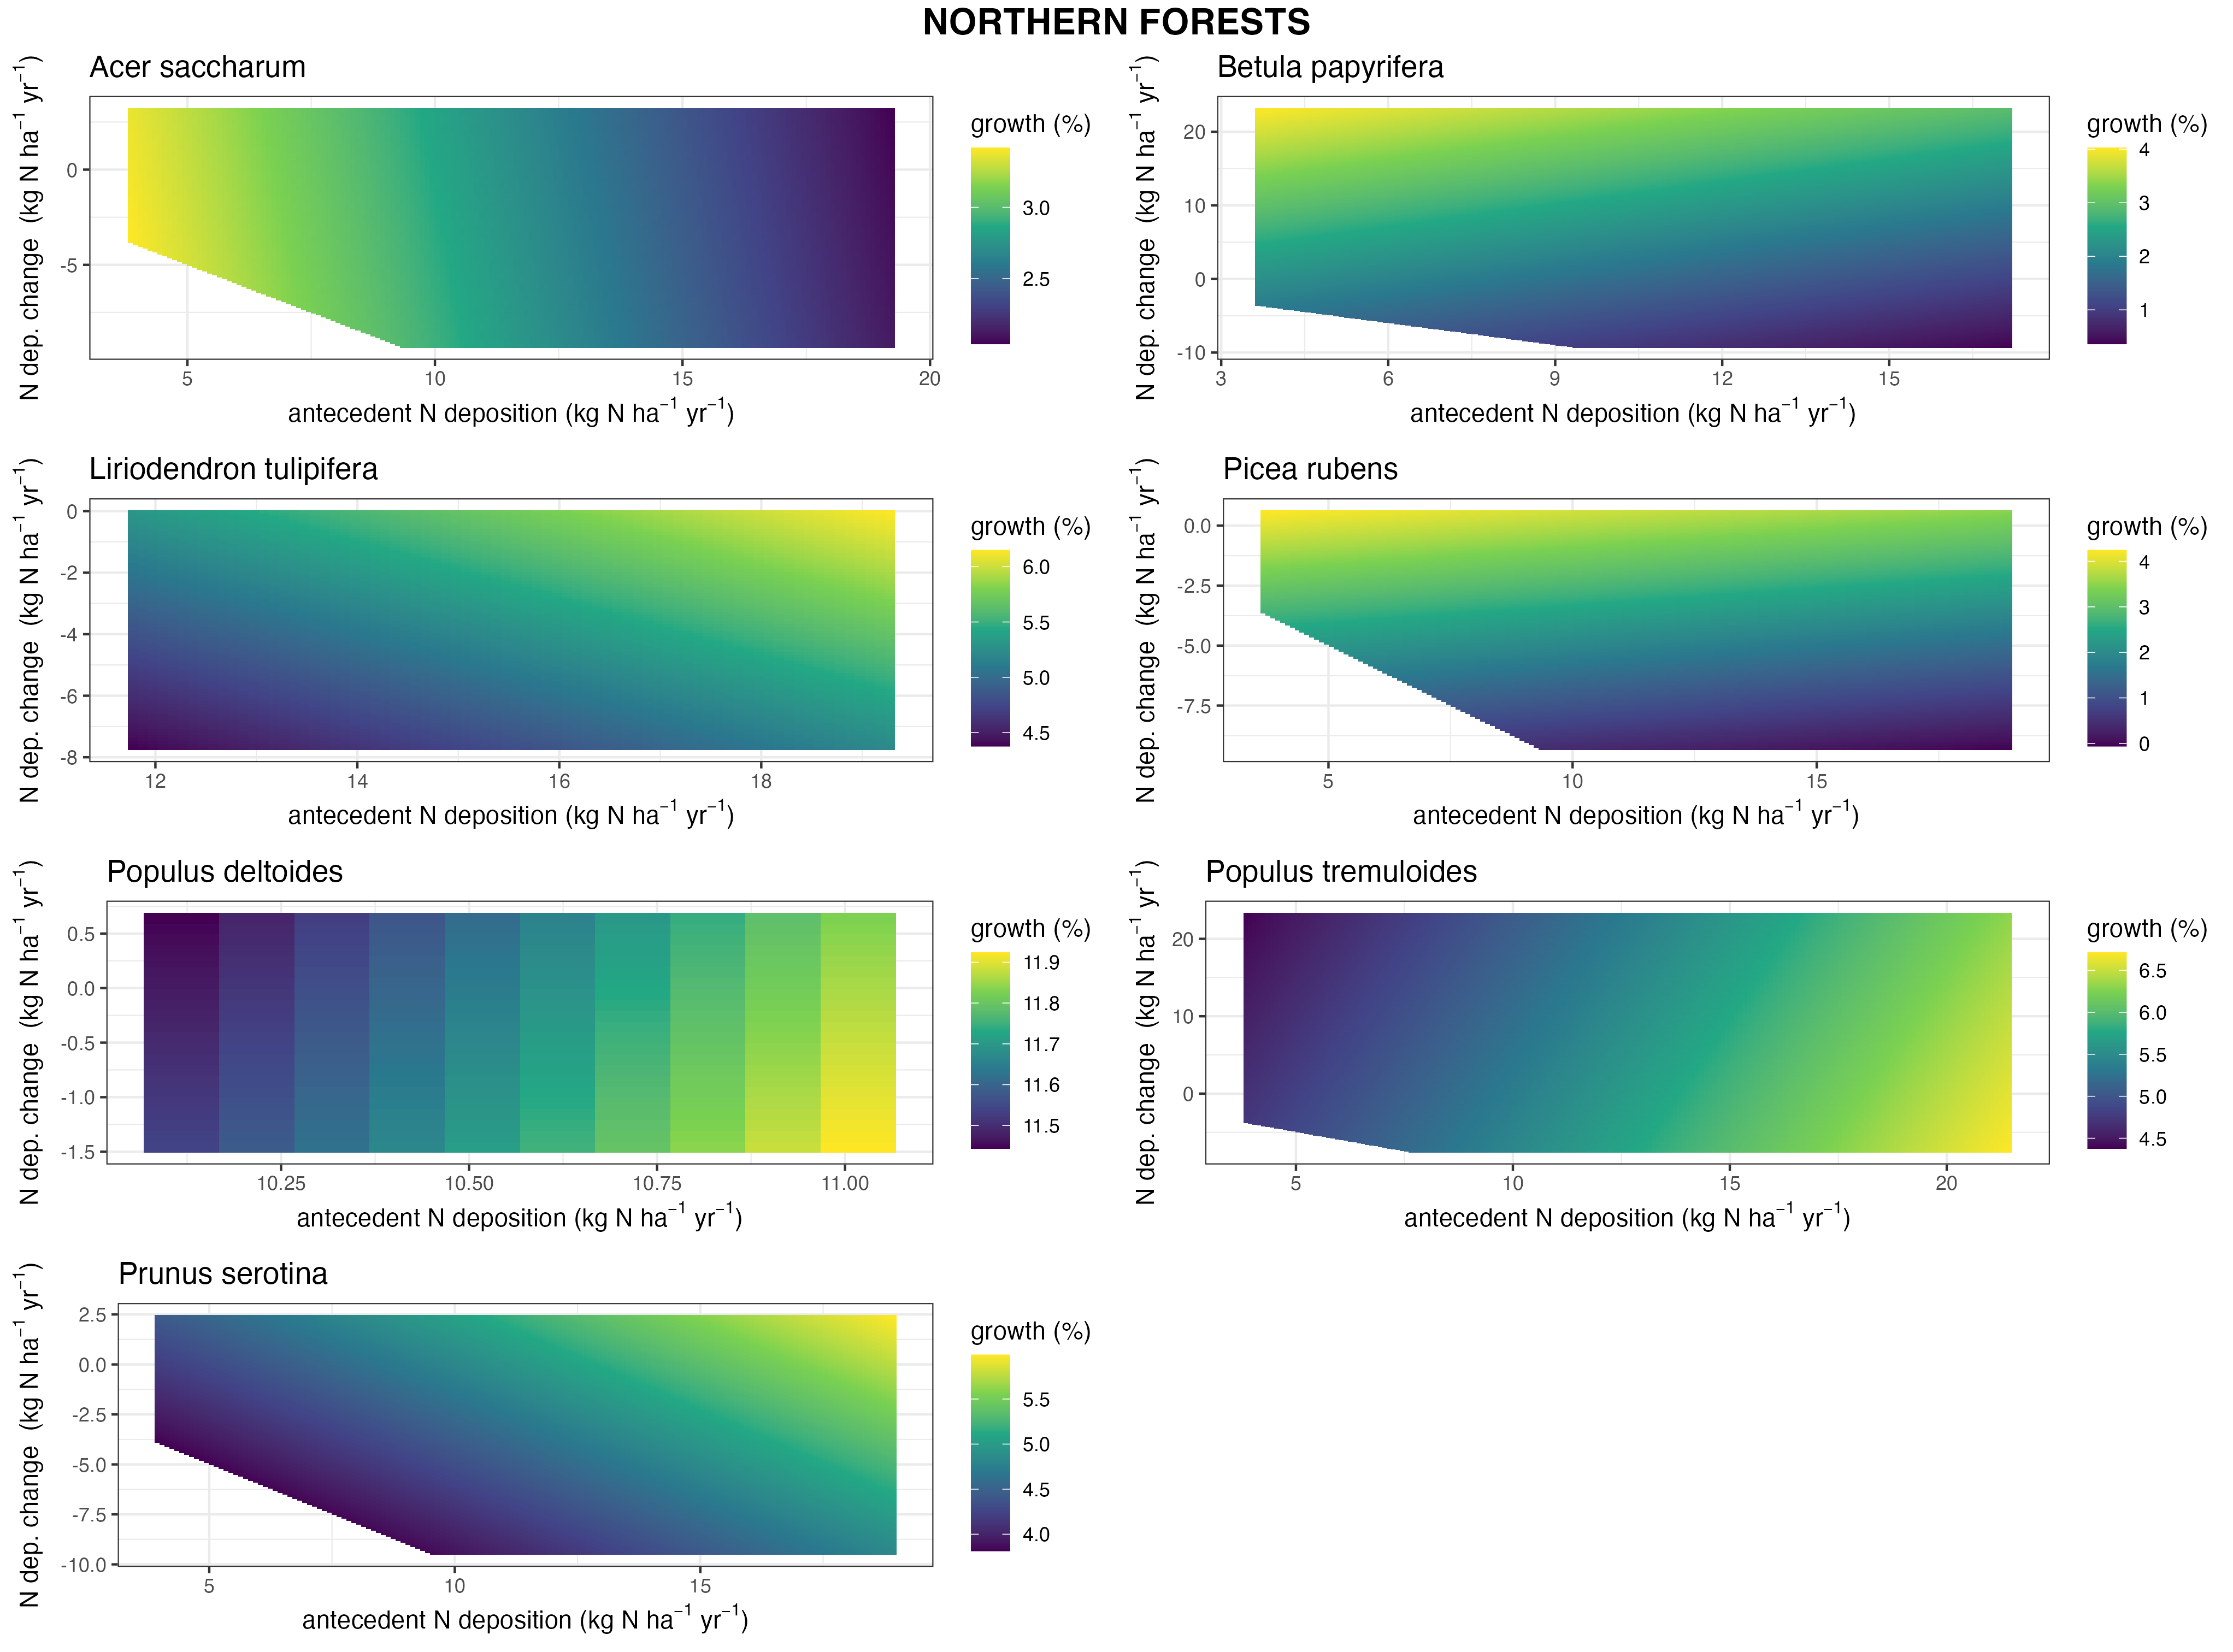 NORTHERN FORESTS
Acer saccharum
N dep. change (kg N ha⁻¹ yr⁻¹)
0
-5
5
10
15
20
antecedent N deposition (kg N ha⁻¹ yr⁻¹)
growth (%)
3.0
2.5
Betula papyrifera
N dep. change (kg N ha⁻¹ yr⁻¹)
20
10
0
-10
3
6
9
12
15
antecedent N deposition (kg N ha⁻¹ yr⁻¹)
growth (%)
4
3
2
1
Liriodendron tulipifera
N dep. change (kg N ha⁻¹ yr⁻¹)
0
-2
-4
-6
-8
12
14
16
18
antecedent N deposition (kg N ha⁻¹ yr⁻¹)
growth (%)
6.0
5.5
5.0
4.5
Picea rubens
N dep. change (kg N ha⁻¹ yr⁻¹)
0.0
-2.5
-5.0
-7.5
5
10
15
antecedent N deposition (kg N ha⁻¹ yr⁻¹)
growth (%)
4
3
2
1
0
Populus deltoides
N dep. change (kg N ha⁻¹ yr⁻¹)
0.5
0.0
-0.5
-1.0
-1.5
10.25
10.50
10.75
11.00
antecedent N deposition (kg N ha⁻¹ yr⁻¹)
growth (%)
11.9
11.8
11.7
11.6
11.5
Populus tremuloides
N dep. change (kg N ha⁻¹ yr⁻¹)
20
10
0
5
10
15
20
antecedent N deposition (kg N ha⁻¹ yr⁻¹)
growth (%)
6.5
6.0
5.5
5.0
4.5
Prunus serotina
N dep. change (kg N ha⁻¹ yr⁻¹)
2.5
0.0
-2.5
-5.0
-7.5
-10.0
5
10
15
antecedent N deposition (kg N ha⁻¹ yr⁻¹)
growth (%)
5.5
5.0
4.5
4.0